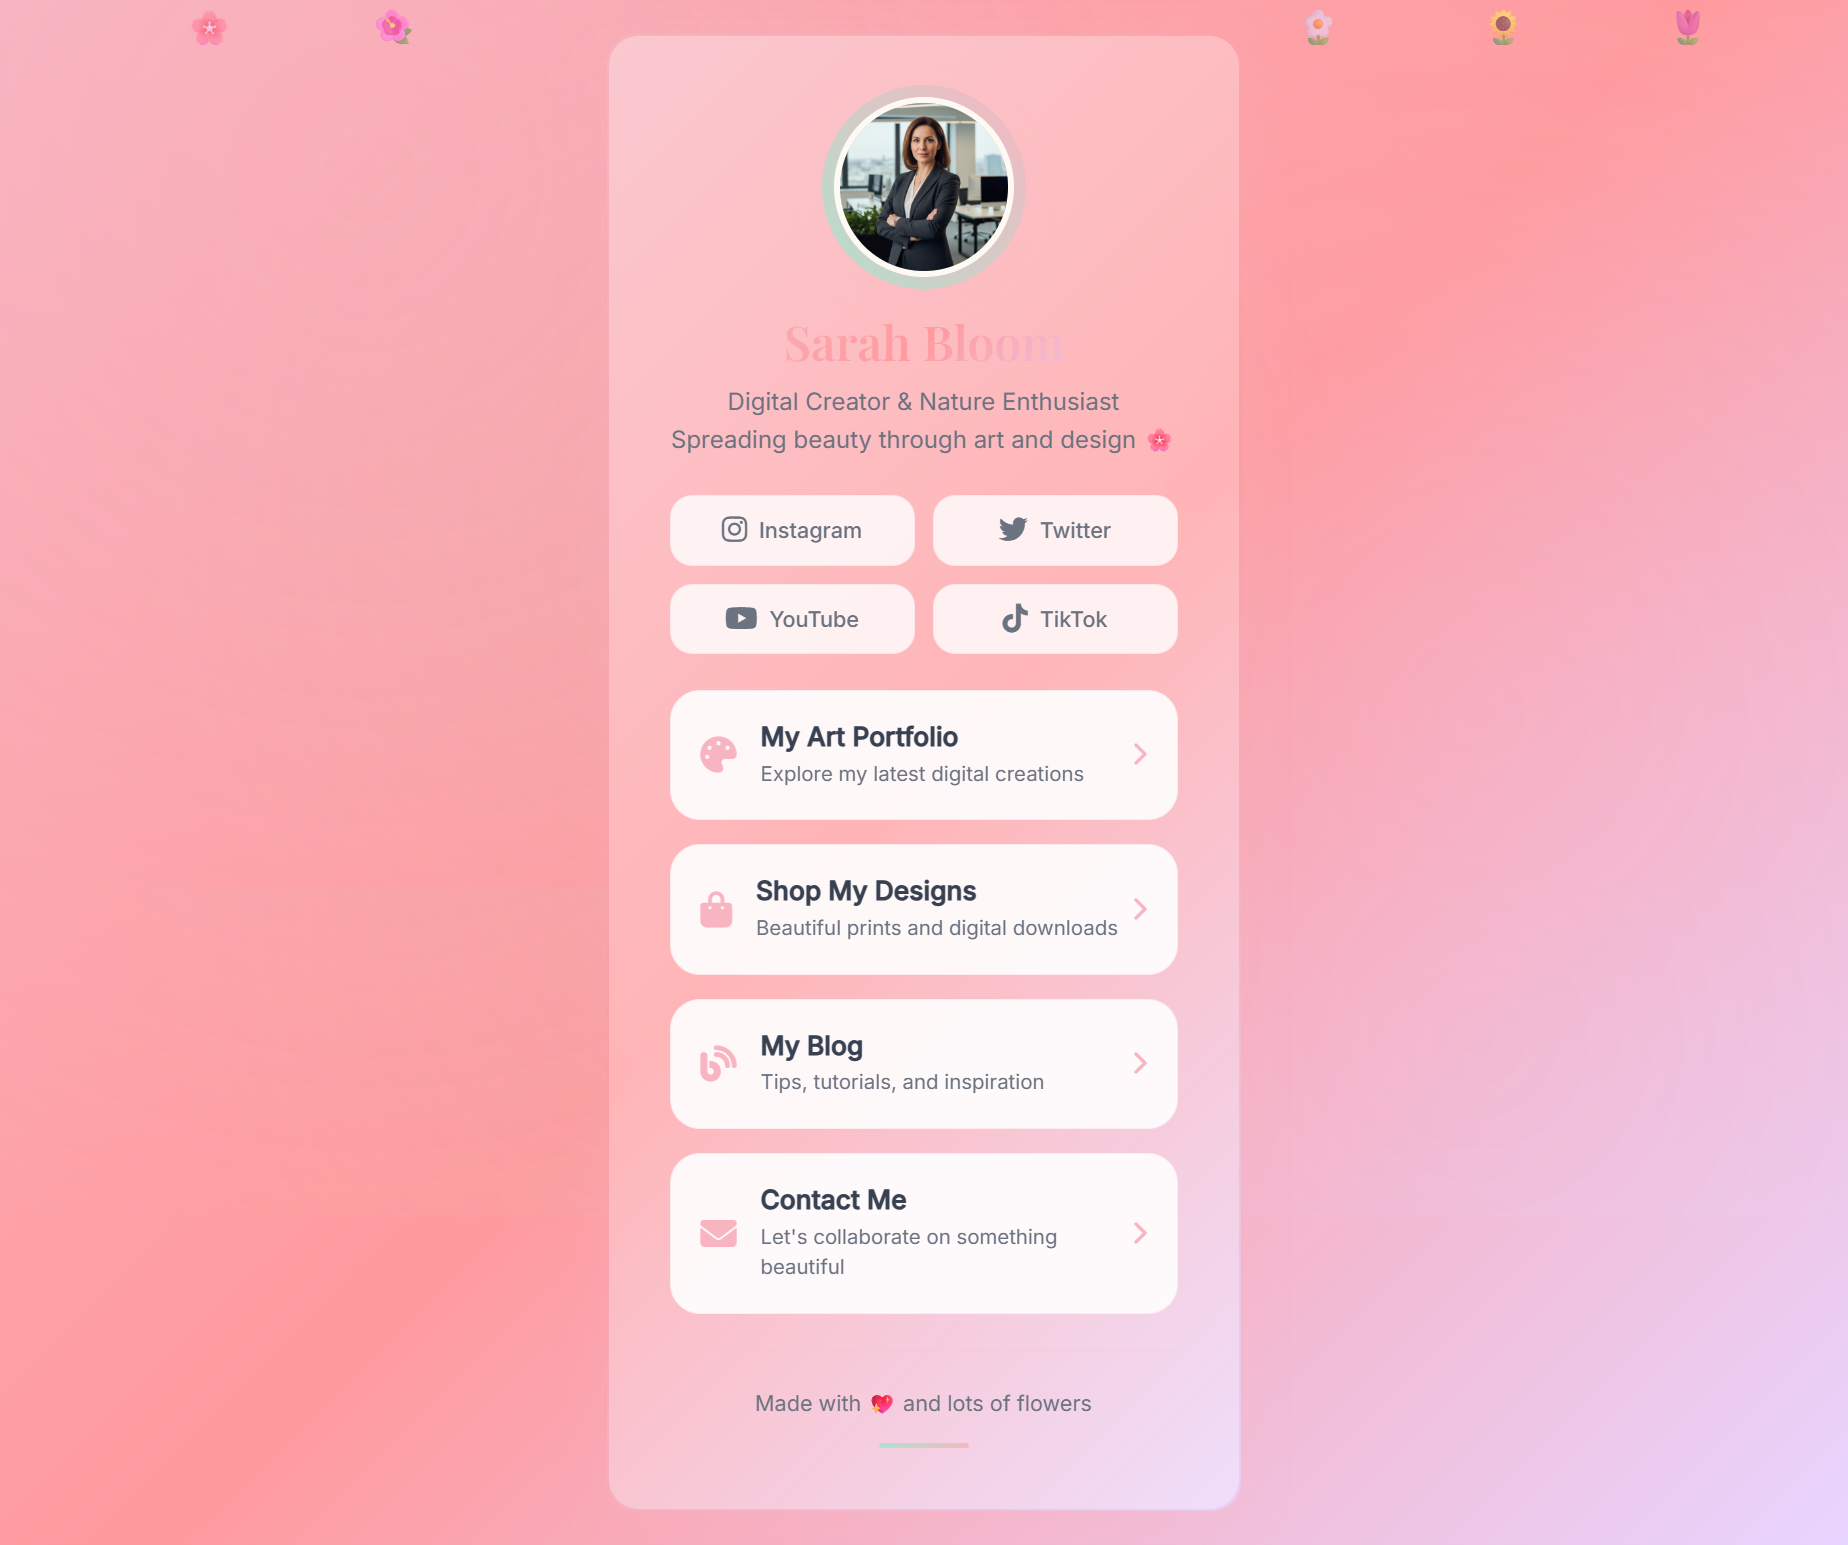 Sarah Bloom
Digital Creator & Nature Enthusiast
Spreading beauty through art and design 🌸
Instagram
Twitter
YouTube
TikTok
My Art Portfolio
Explore my latest digital creations
Shop My Designs
Beautiful prints and digital downloads
My Blog
Tips, tutorials, and inspiration
Contact Me
Let's collaborate on something
beautiful
Made with 💖 and lots of flowers